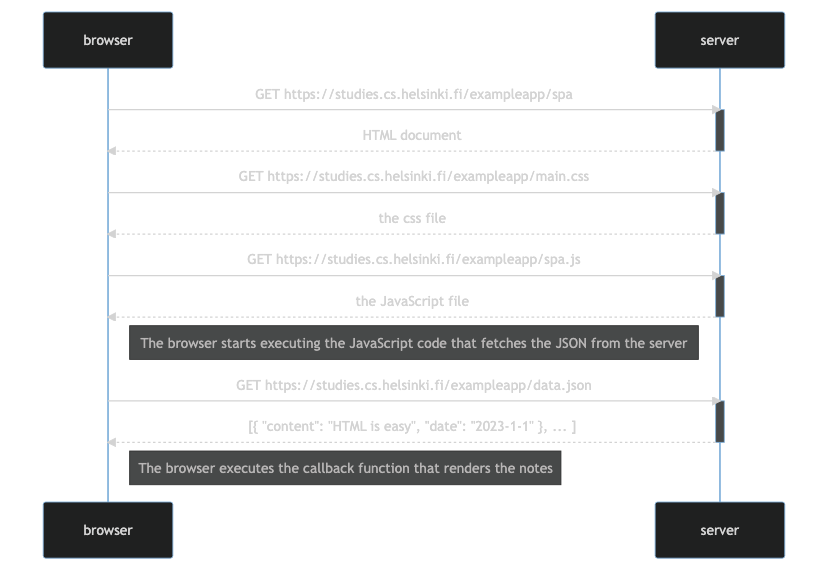 browser
server
GET https://studies.cs.helsinki.fi/exampleapp/spa
HTML document
GET https://studies.cs.helsinki.fi/exampleapp/main.css
the css file
GET https://studies.cs.helsinki.fi/exampleapp/spa.js
the JavaScript file
The browser starts executing the JavaScript code that fetches the JSON from the server
GET https://studies.cs.helsinki.fi/exampleapp/data.json
[{ "content": "HTML is easy", "date": "2023-1-1" }, ... ]
The browser executes the callback function that renders the notes
browser
server